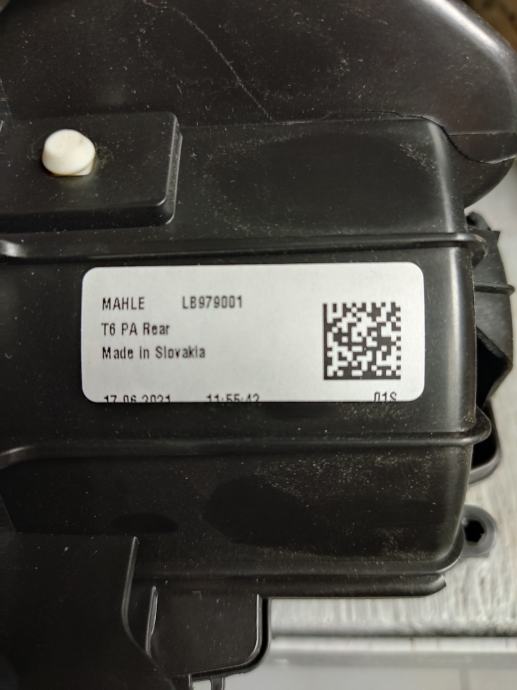 MAHLE LB979001
T6 PA Rear
Made in Slovakia
17.06.2021 11:55:42 01S